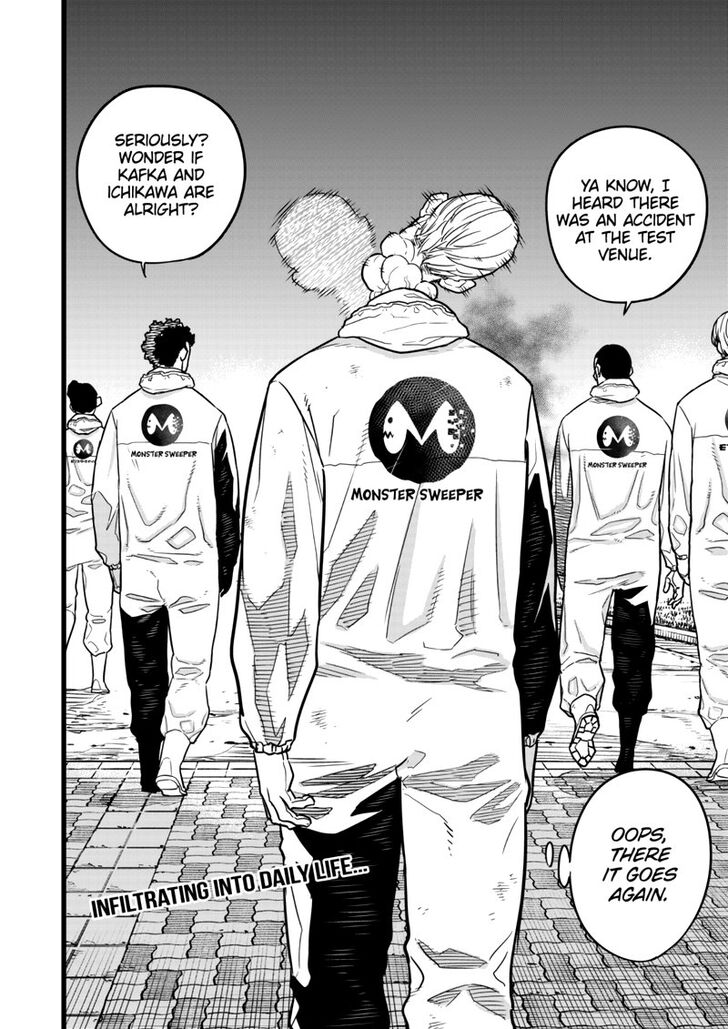 YA KNOW, I
HEARD THERE
WAS AN ACCIDENT
AT THE TEST
VENUE.
SERIOUSLY?
WONDER IF
KAFKA AND
ICHIKAWA ARE
ALRIGHT?
MONSTER SWEEPER
MONSTER SWEEPER
MONSTER SWEEPER
OOPS,
THERE
IT GOES
AGAIN.
INFILTRATING INTO DAILY LIFE...